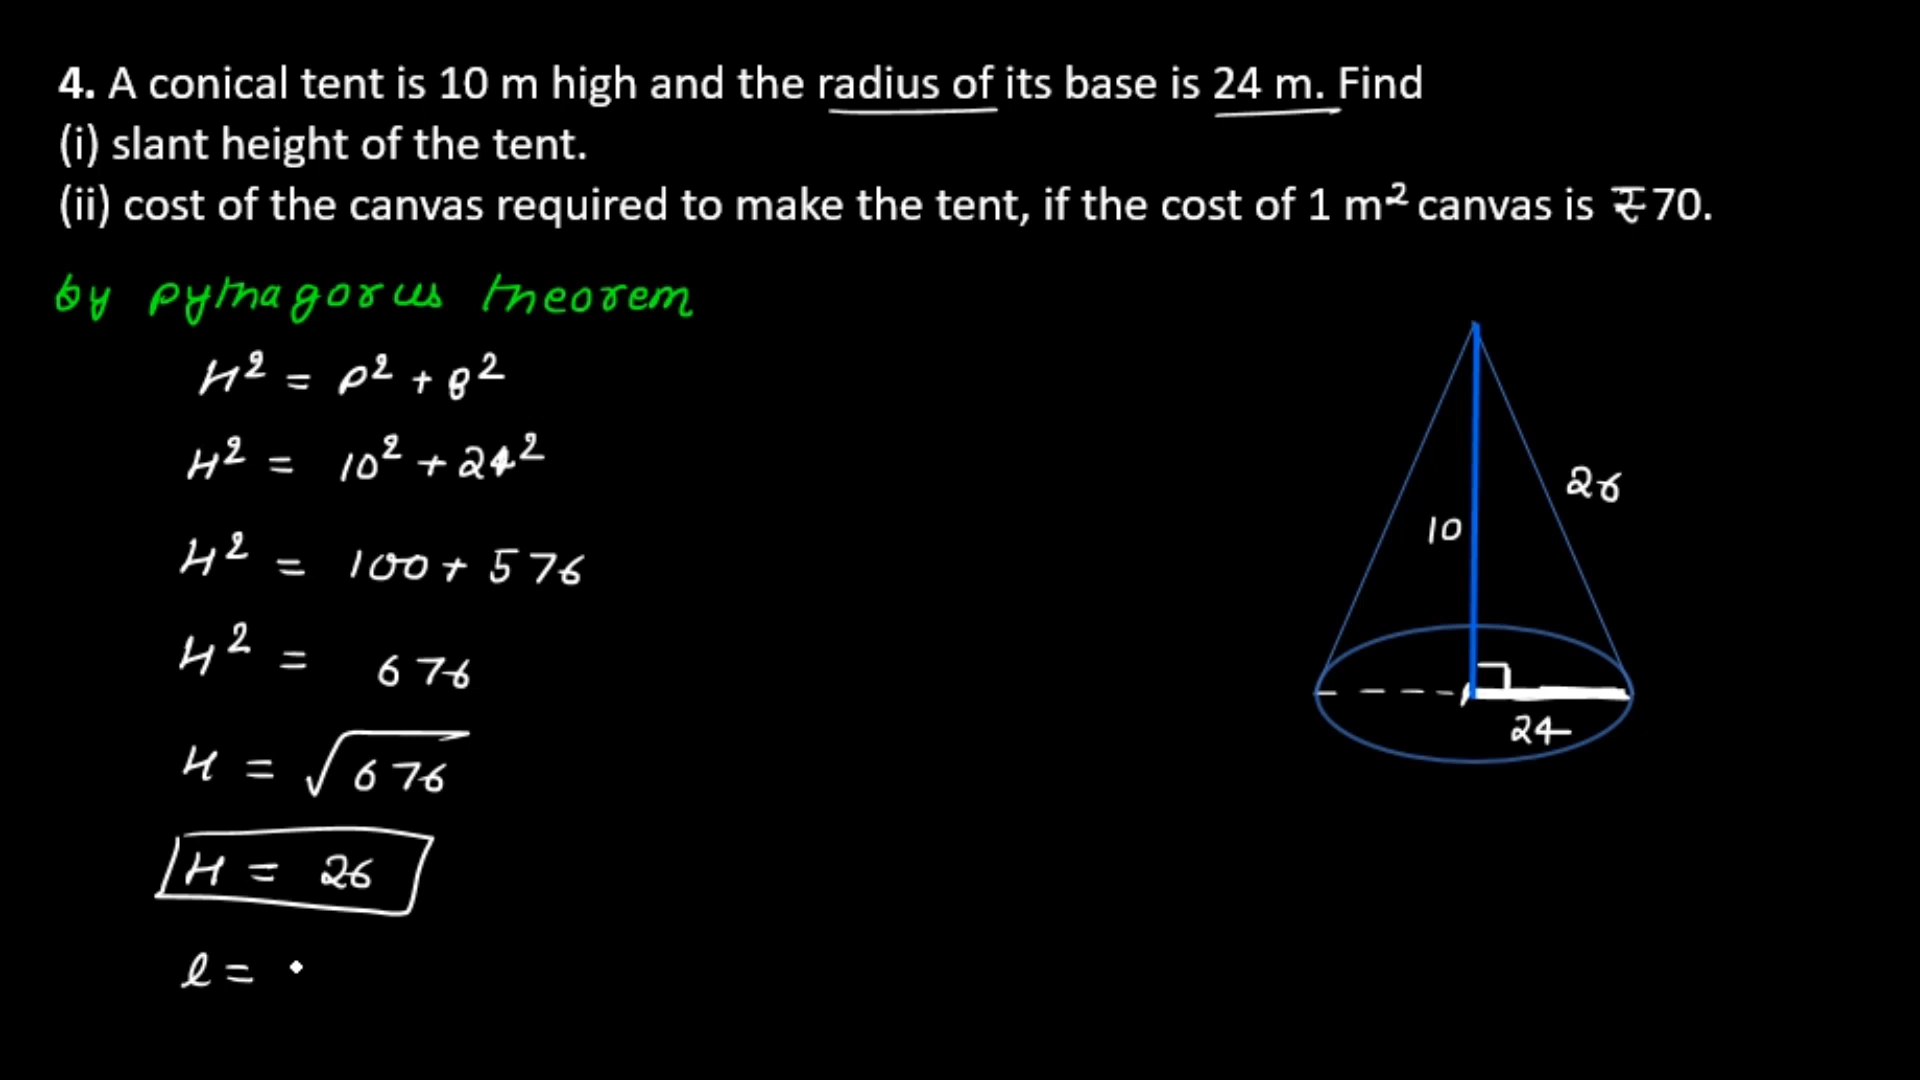 4. A conical tent is 10 m high and the radius of its base is 24 m. Find
(i) slant height of the tent.
(ii) cost of the canvas required to make the tent, if the cost of 1 m² canvas is ₹70.
by pythagorus theorem
H² = P² + B²
H² = 10² + 24²
H² = 100 + 576
H² = 676
H = √676
H = 26
l =
26
10
24